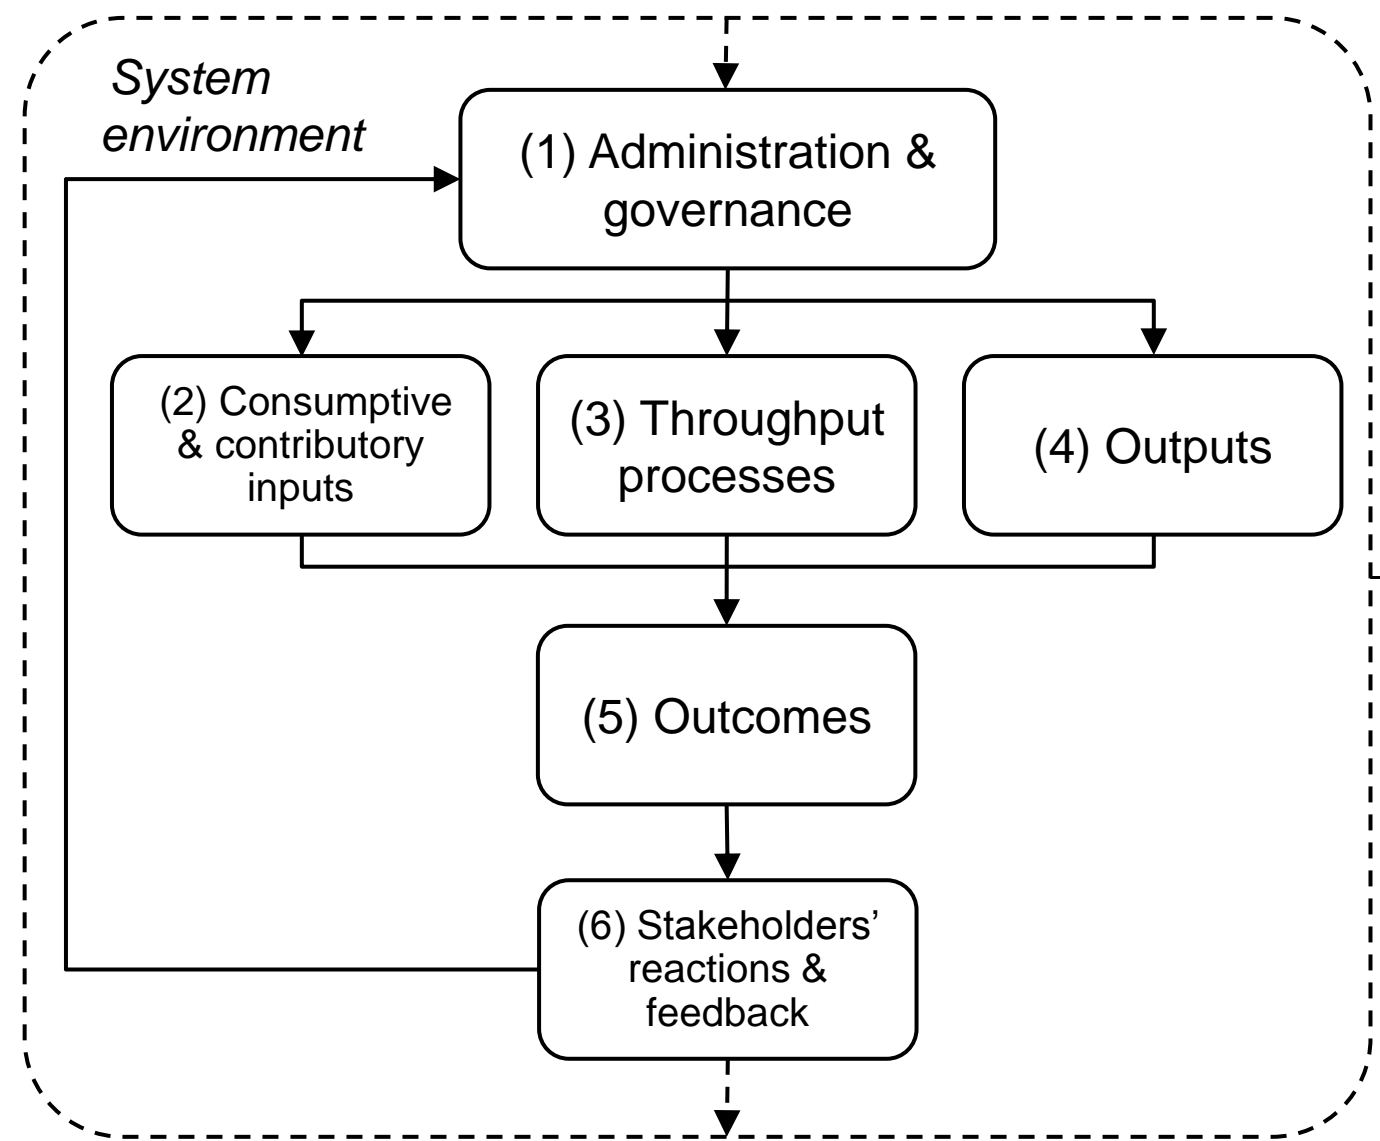 System
environment
(1) Administration &
governance
(2) Consumptive
& contributory
inputs
(3) Throughput
processes
(4) Outputs
(5) Outcomes
(6) Stakeholders’
reactions &
feedback